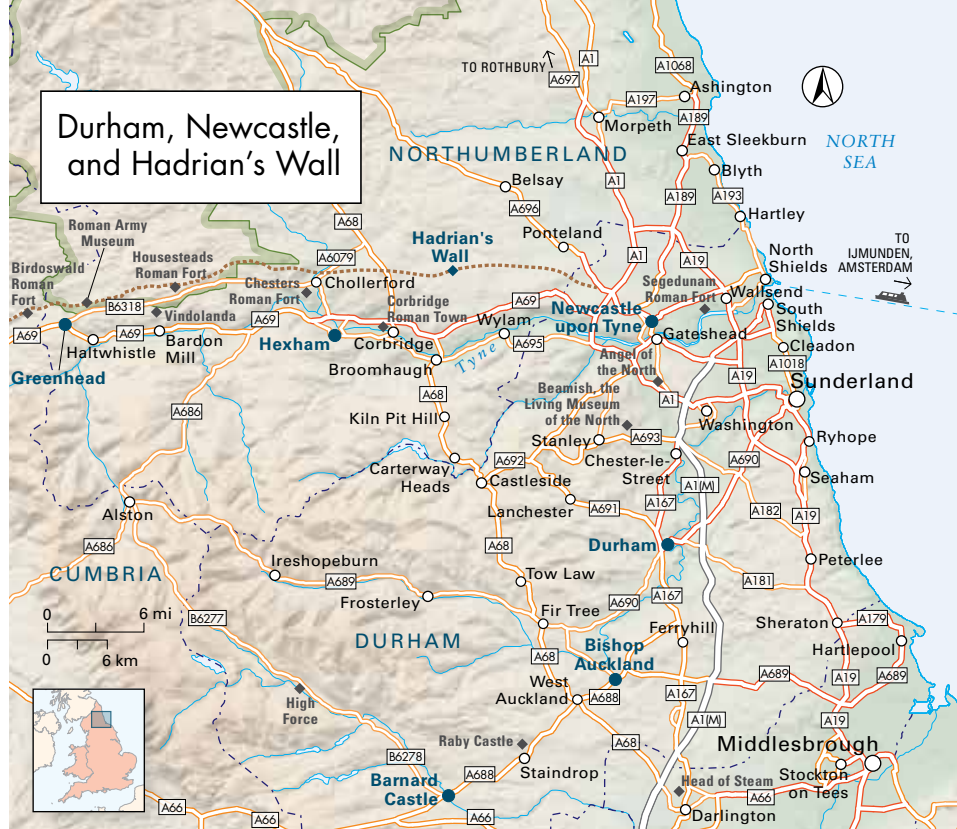 Durham, Newcastle,
and Hadrian's Wall
TO ROTHBURY
A697
A1
A1068
Ashington
A197
A189
Morpeth
East Sleekburn
NORTH
SEA
NORTHUMBERLAND
Blyth
A1
Belsay
A189
A193
A696
Hartley
A68
Roman Army
Museum
Ponteland
Hadrian's
Wall
TO
IJMUNDEN,
AMSTERDAM
Housesteads
Roman Fort
A6079
A1
A19
North
Shields
Birdoswald
Roman
Fort
Chesters
Roman Fort
Chollerford
Segedunum
Roman Fort
Wallsend
B6318
Vindolanda
A69
Corbridge
Roman Town
A69
Newcastle
upon Tyne
South
Shields
A69
A69
Haltwhistle
Bardon
Mill
Hexham
Corbridge
Wylam
A695
Gateshead
Cleadon
Greenhead
Broomhaugh
Tyne
Angel of
the North
A1018
A19
Sunderland
A68
Beamish, the
Living Museum
of the North
A1
A686
Kiln Pit Hill
Washington
Stanley
A693
Ryhope
Carterway
Heads
A692
Chester-le-
Street
A690
Castleside
A1(M)
Seaham
Lanchester
A691
A167
A182
A19
Alston
A686
A68
Durham
Ireshopeburn
Peterlee
CUMBRIA
A689
Tow Law
A181
0
6 mi
Frosterley
A690
A167
B6277
Fir Tree
Sheraton
A179
0
6 km
DURHAM
Ferryhill
Hartlepool
Bishop
Auckland
A68
West
Auckland
A688
A689
A19
A689
High
Force
A167
A1(M)
A19
Raby Castle
A68
Middlesbrough
B6278
A688
Staindrop
Barnard
Castle
Head of Steam
Stockton
on Tees
A66
A66
A66
Darlington